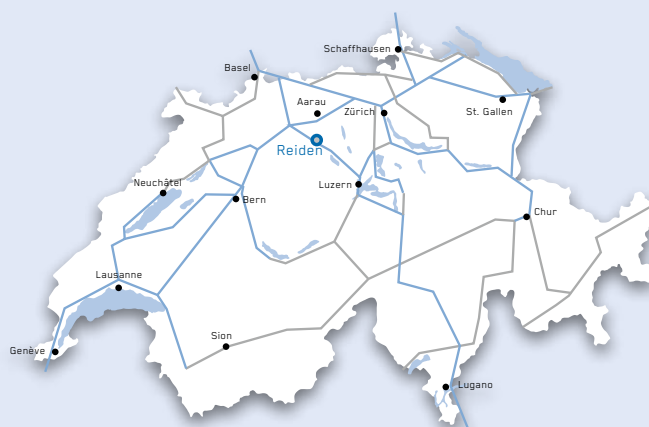 Schaffhausen
Basel
Aarau
Zürich
St. Gallen
Reiden
Neuchâtel
Luzern
Bern
Chur
Lausanne
Sion
Genève
Lugano